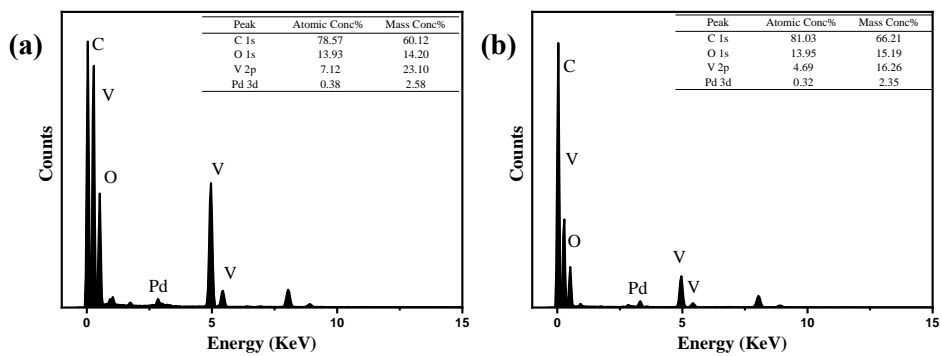 (a)
Peak Atomic Conc% Mass Conc%
C 1s 78.57 60.12
O 1s 13.93 14.20
V 2p 7.12 23.10
Pd 3d 0.38 2.58
C
V
O
Pd
V
V
Counts
0 5 10 15
Energy (KeV)
(b)
Peak Atomic Conc% Mass Conc%
C 1s 81.03 66.21
O 1s 13.95 15.19
V 2p 4.69 16.26
Pd 3d 0.32 2.35
C
V
O
Pd
V
V
Counts
0 5 10 15
Energy (KeV)